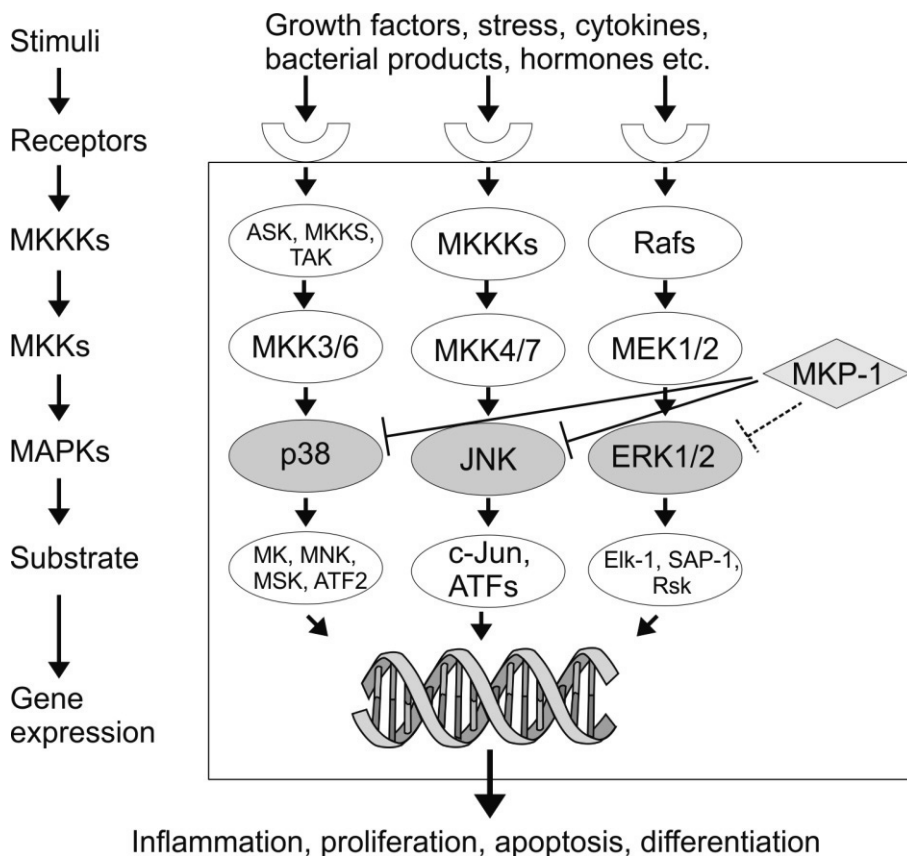 Stimuli
Growth factors, stress, cytokines,
bacterial products, hormones etc.
Receptors
MKKKs
ASK, MKKS,
TAK
MKKKs
Rafs
MKKs
MKK3/6
MKK4/7
MEK1/2
MKP-1
MAPKs
p38
JNK
ERK1/2
Substrate
MK, MNK,
MSK, ATF2
c-Jun,
ATFs
Elk-1, SAP-1,
Rsk
Gene
expression
Inflammation, proliferation, apoptosis, differentiation